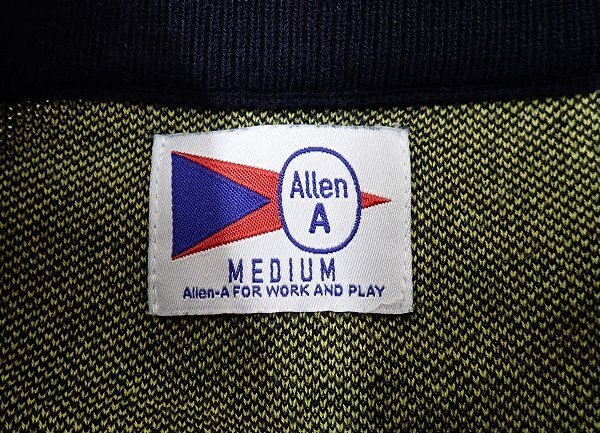 Allen
A
MEDIUM
Allen-A FOR WORK AND PLAY